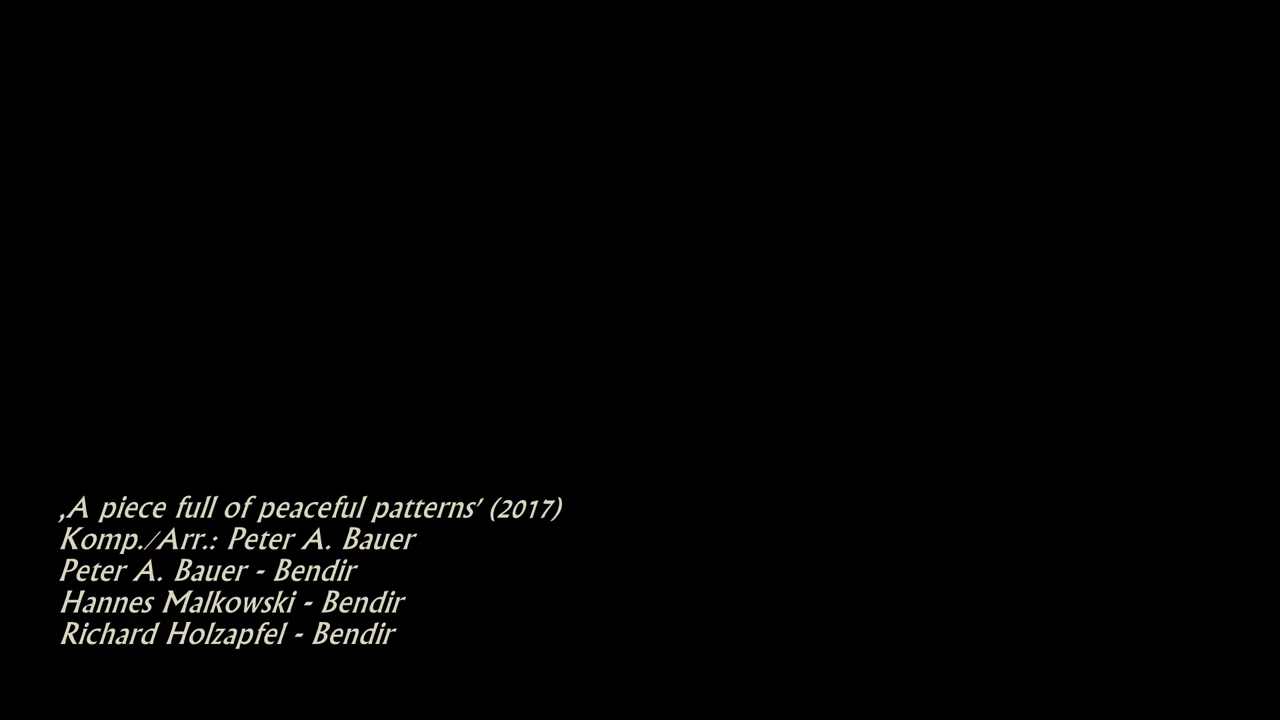 ‚A piece full of peaceful patterns‘ (2017)
Komp./Arr.: Peter A. Bauer
Peter A. Bauer - Bendir
Hannes Malkowski - Bendir
Richard Holzapfel - Bendir